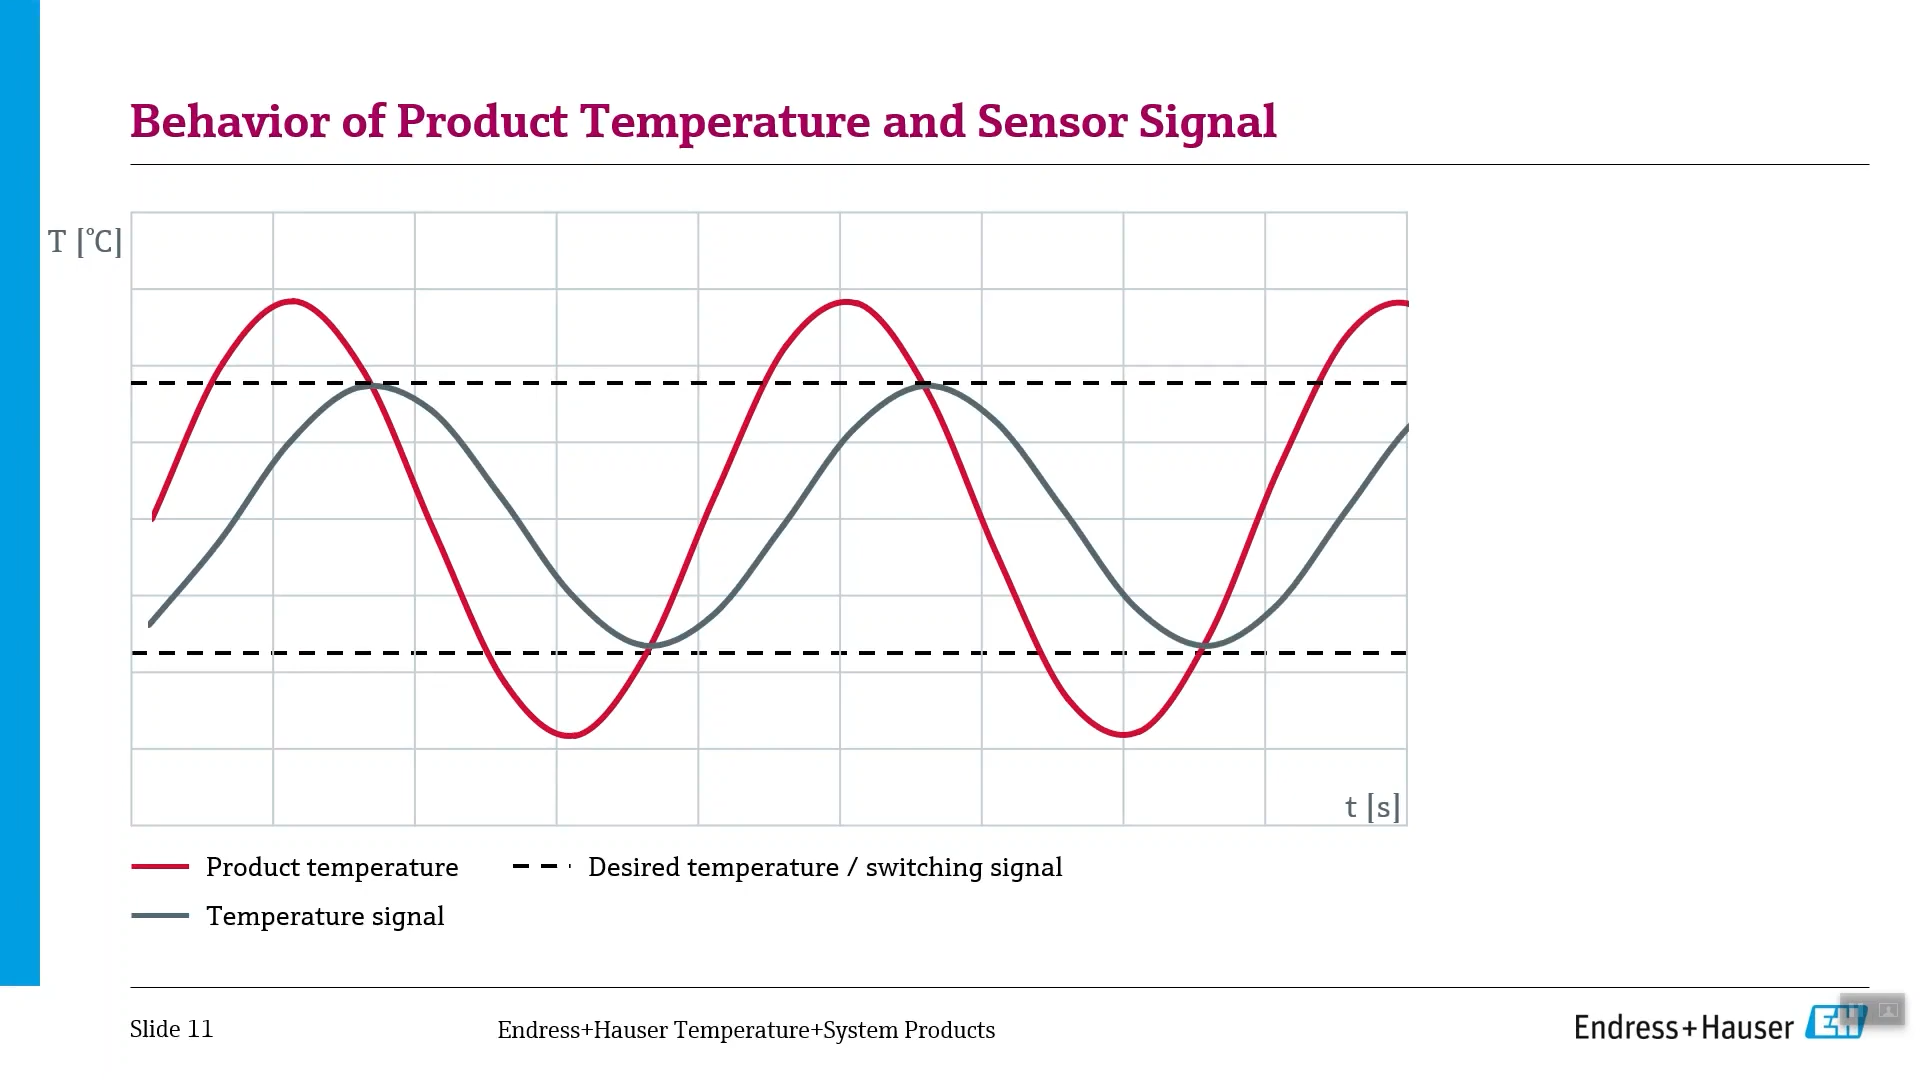 Behavior of Product Temperature and Sensor Signal
T [°C]
t [s]
Product temperature
Desired temperature / switching signal
Temperature signal
Slide 11
Endress+Hauser Temperature+System Products
Endress+Hauser
EH